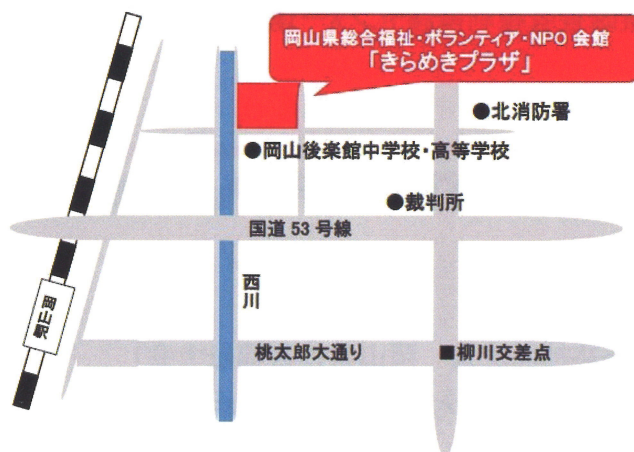 岡山県総合福祉・ボランティア・NPO 会館
「きらめきプラザ」
●北消防署
●岡山後楽館中学校・高等学校
●裁判所
国道 53 号線
西川
岡山駅
桃太郎大通り
■柳川交差点